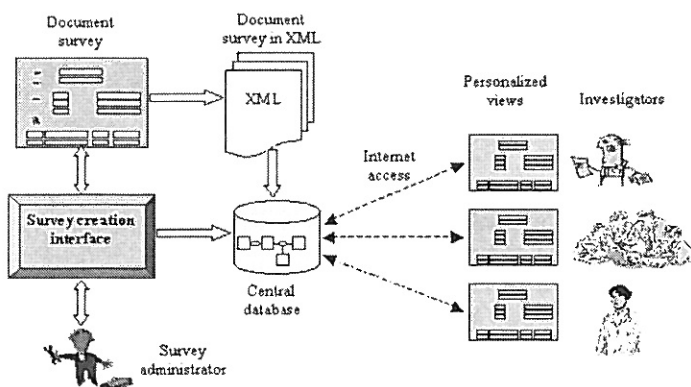 Document
survey
Document
survey in XML
XML
Personalized
views
Investigators
Internet
access
Survey creation
interface
Central
database
Survey
administrator